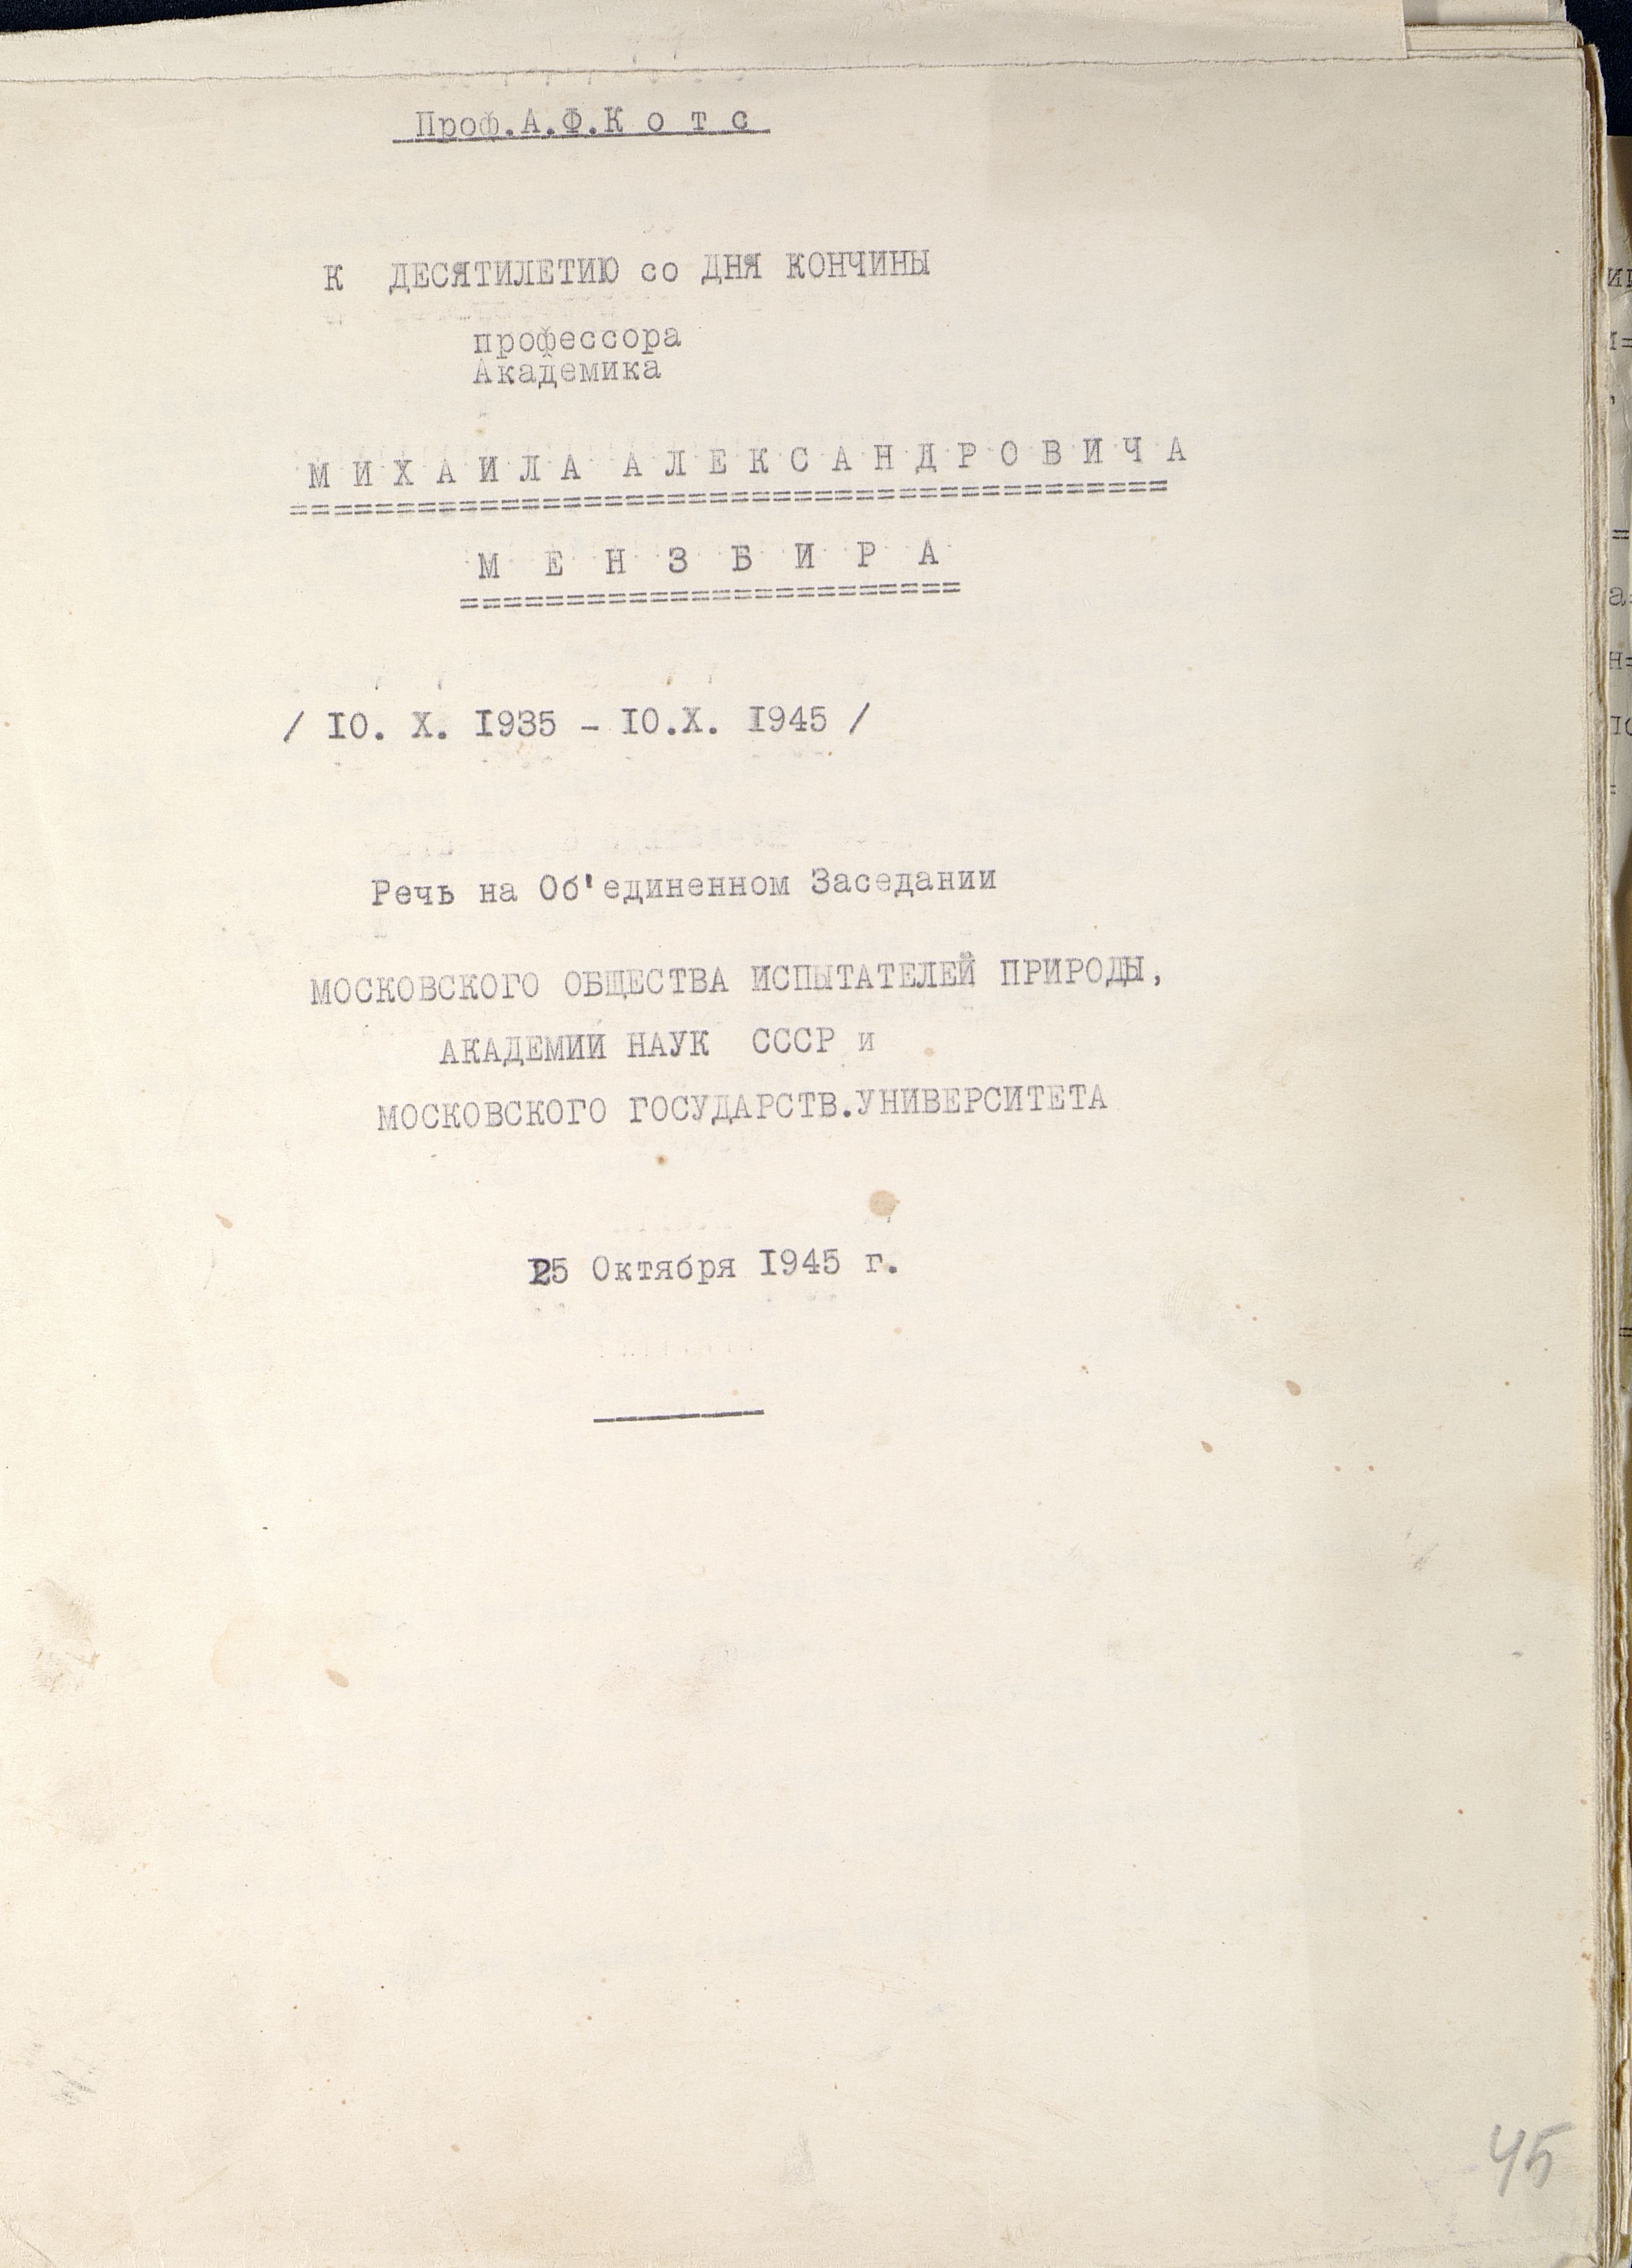 Проф.А.Ф.К о т с
К ДЕСЯТИЛЕТИЮ со ДНЯ КОНЧИНЫ
профессора
Академика
М И Х А И Л А А Л Е К С А Н Д Р О В И Ч А
М Е Н З Б И Р А
/ 10. X. 1935 - 10.X. 1945 /
Речь на Об'единенном Заседании
МОСКОВСКОГО ОБЩЕСТВА ИСПЫТАТЕЛЕЙ ПРИРОДЫ,
АКАДЕМИИ НАУК СССР и
МОСКОВСКОГО ГОСУДАРСТВ.УНИВЕРСИТЕТА
25 Октября 1945 г.
45